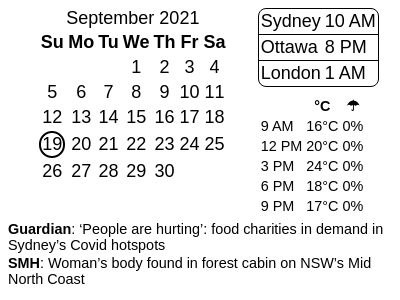 September 2021
Su Mo Tu We Th Fr Sa
1 2 3 4
5 6 7 8 9 10 11
12 13 14 15 16 17 18
19 20 21 22 23 24 25
26 27 28 29 30
Sydney 10 AM
Ottawa 8 PM
London 1 AM
°C ☂
9 AM 16°C 0%
12 PM 20°C 0%
3 PM 24°C 0%
6 PM 18°C 0%
9 PM 17°C 0%
Guardian: ‘People are hurting’: food charities in demand in
Sydney’s Covid hotspots
SMH: Woman’s body found in forest cabin on NSW’s Mid
North Coast